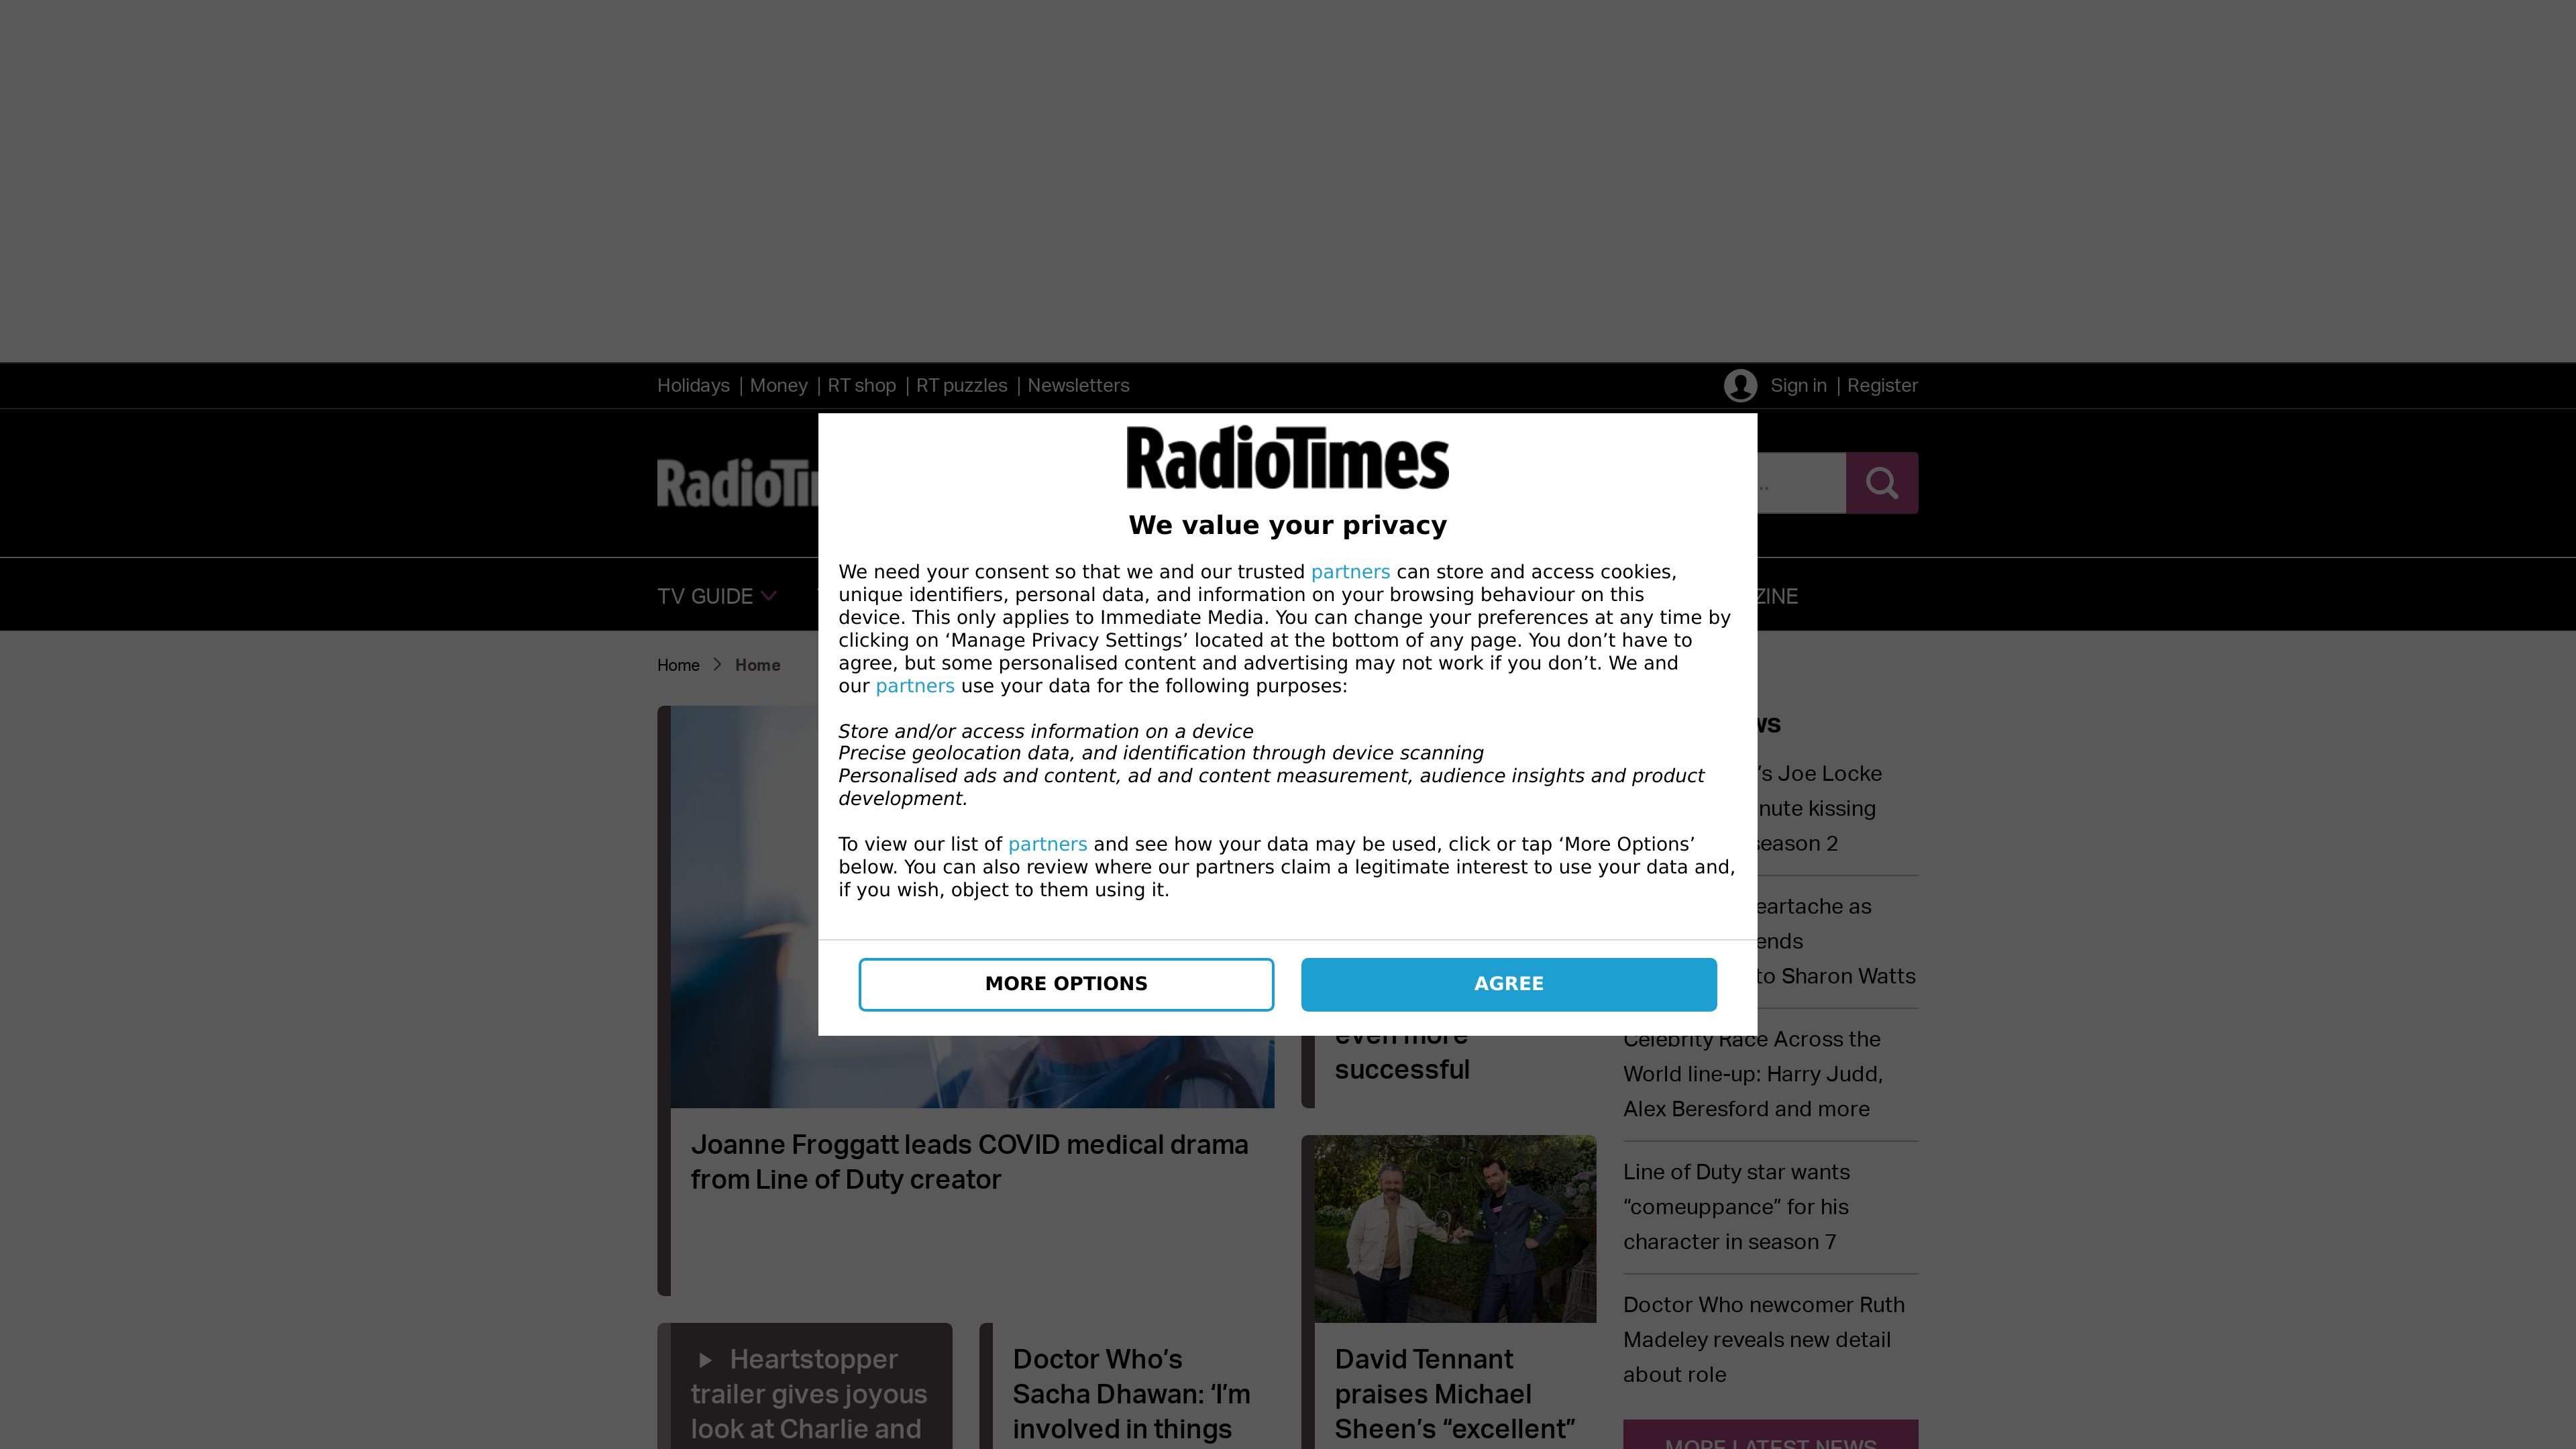 Holidays | Money | RT shop | RT puzzles | Newsletters
Sign in | Register
RadioTimes
We value your privacy
We need your consent so that we and our trusted partners can store and access cookies,
unique identifiers, personal data, and information on your browsing behaviour on this
device. This only applies to Immediate Media. You can change your preferences at any time by
clicking on ‘Manage Privacy Settings’ located at the bottom of any page. You don’t have to
agree, but some personalised content and advertising may not work if you don’t. We and
our partners use your data for the following purposes:
Store and/or access information on a device
Precise geolocation data, and identification through device scanning
Personalised ads and content, ad and content measurement, audience insights and product
development.
To view our list of partners and see how your data may be used, click or tap ‘More Options’
below. You can also review where our partners claim a legitimate interest to use your data and,
if you wish, object to them using it.
MORE OPTIONS
AGREE
TV GUIDE
Home > Home
’s Joe Locke
kissing
season 2
ends
to Sharon Watts
Celebrity Race Across the
World line-up: Harry Judd,
Alex Beresford and more
Line of Duty star wants
“comeuppance” for his
character in season 7
Doctor Who newcomer Ruth
Madeley reveals new detail
about role
MORE LATEST NEWS
even more
successful
Joanne Froggatt leads COVID medical drama
from Line of Duty creator
Heartstopper
trailer gives joyous
look at Charlie and
Doctor Who’s
Sacha Dhawan: ‘I’m
involved in things
David Tennant
praises Michael
Sheen’s “excellent”